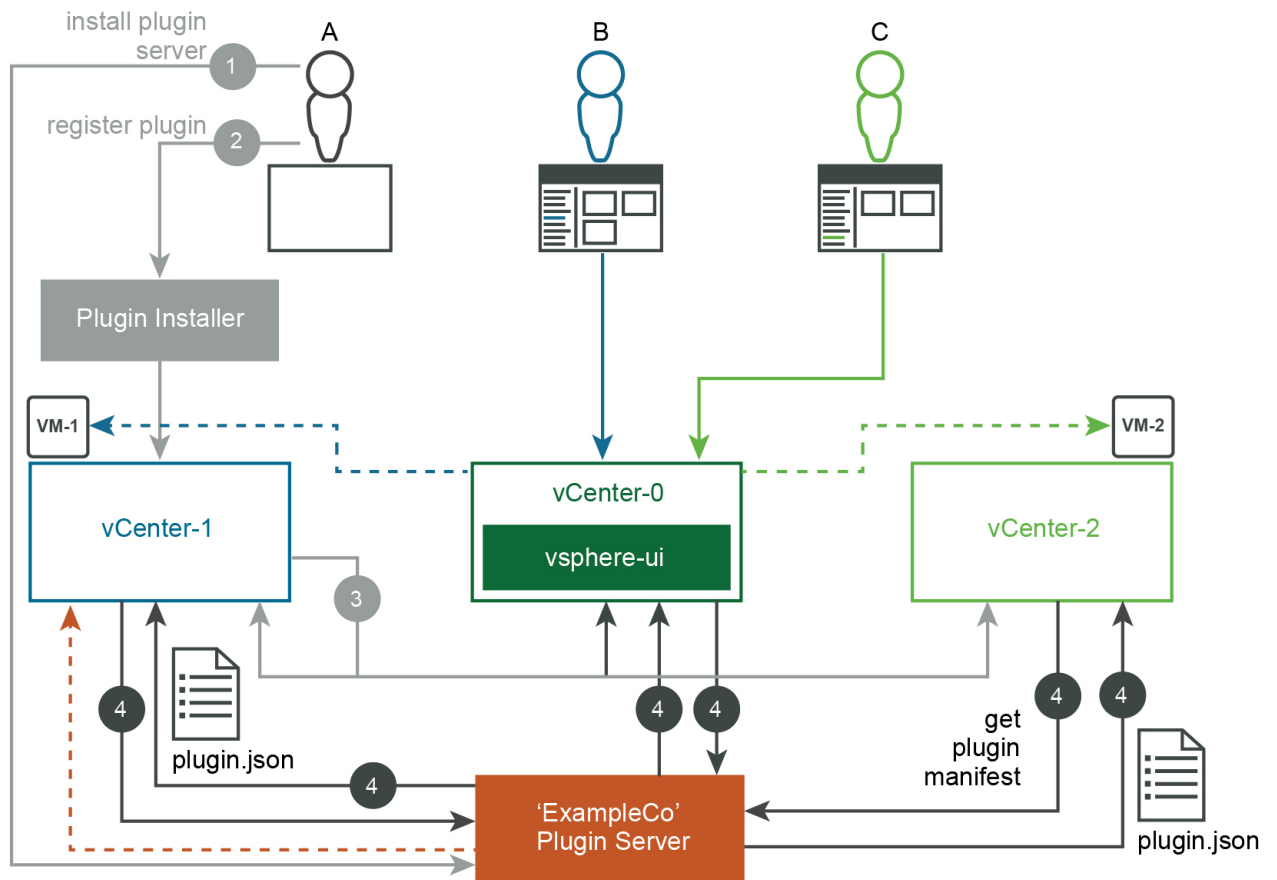 install plugin
server
1
A
B
C
register plugin
2
Plugin Installer
VM-1
VM-2
vCenter-1
vCenter-0
vsphere-ui
vCenter-2
3
4
4
4
4
4
get
plugin
manifest
plugin.json
4
plugin.json
‘ExampleCo’
Plugin Server